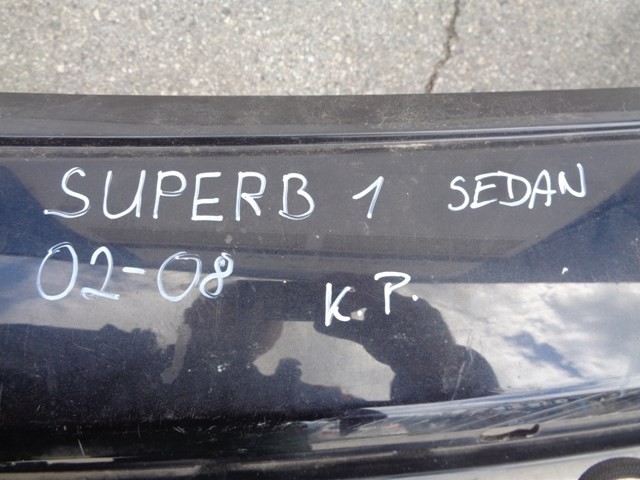 SUPERB 1 SEDAN
02-08 K.P.